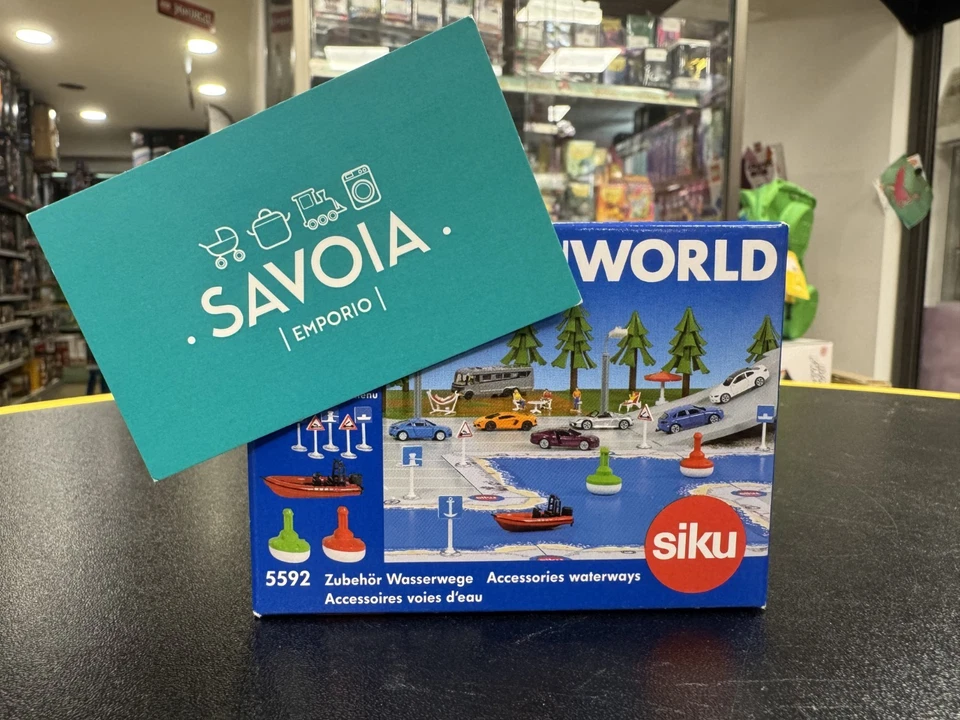 SAVOIA
| EMPORIO |
WORLD
siku
5592 Zubehör Wasserwege Accessories waterways
Accessoires voies d'eau